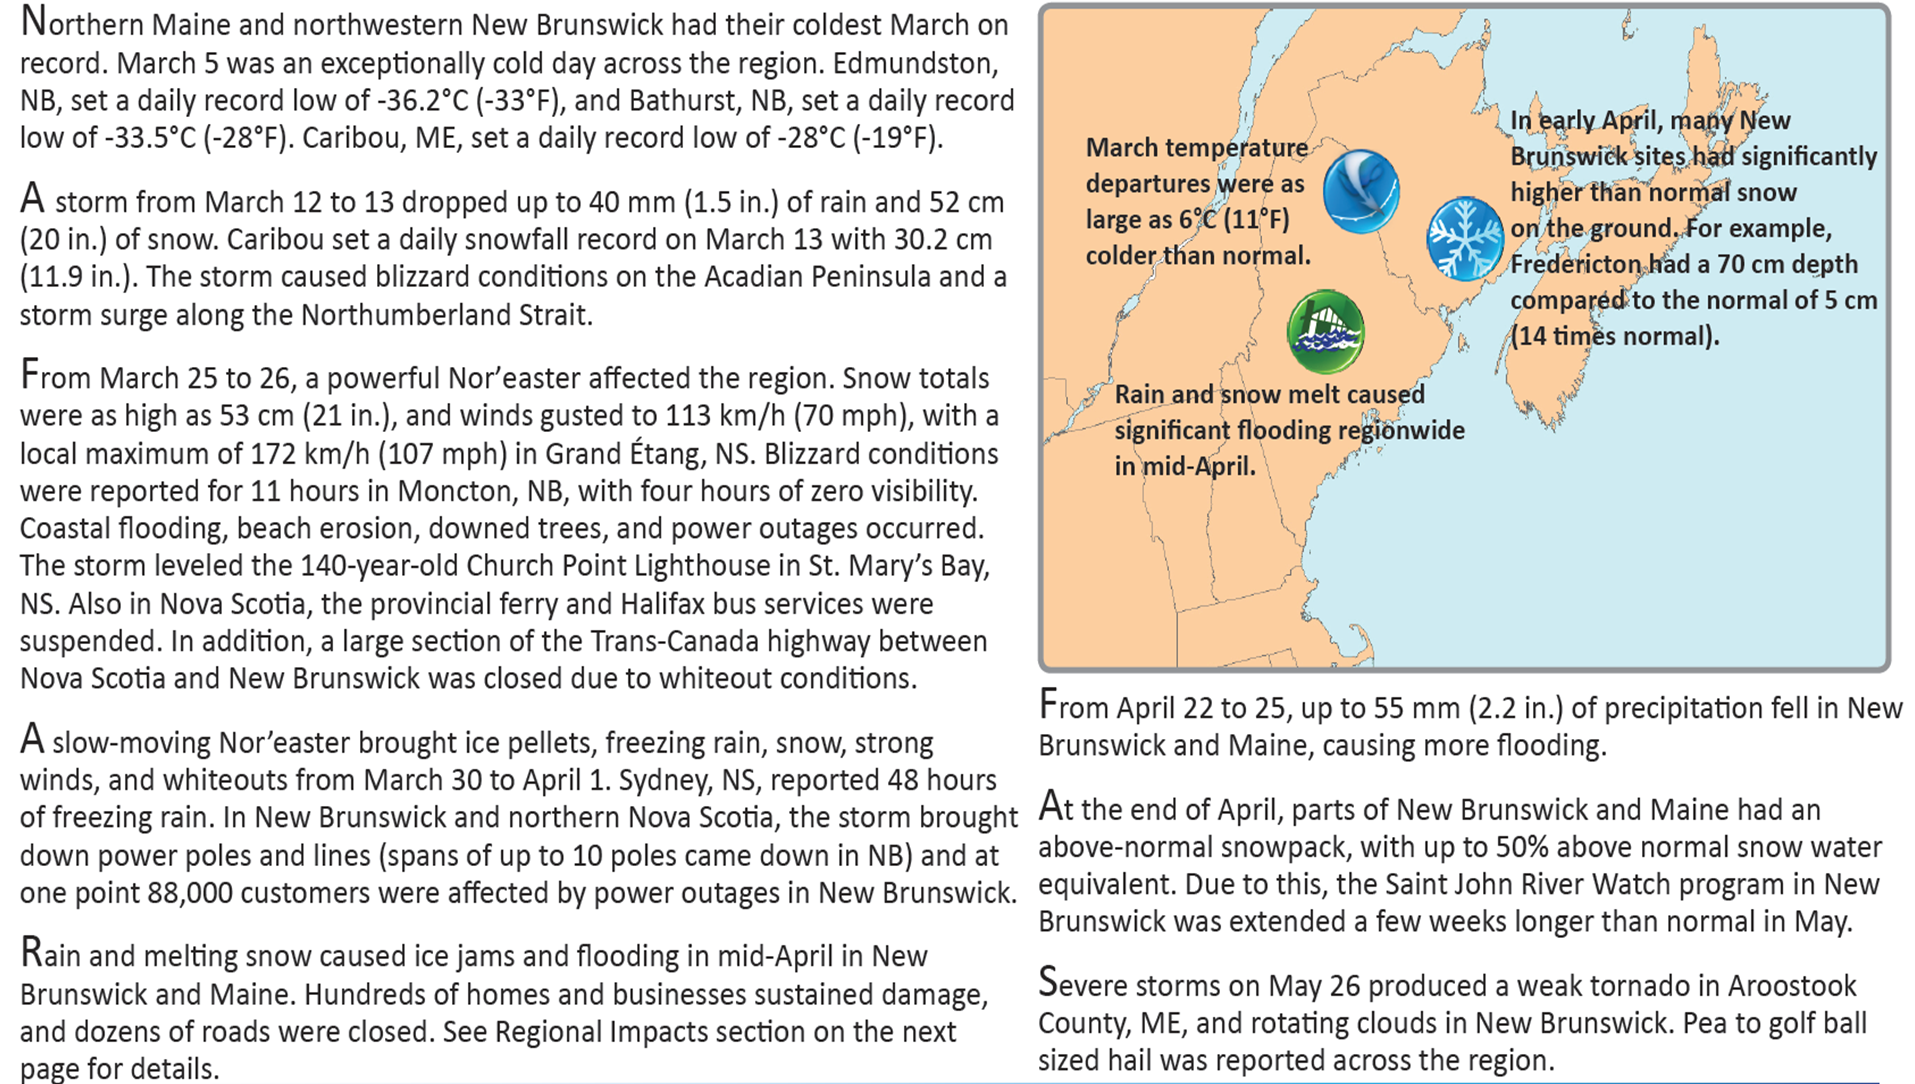 Northern Maine and northwestern New Brunswick had their coldest March on
record. March 5 was an exceptionally cold day across the region. Edmundston,
NB, set a daily record low of -36.2°C (-33°F), and Bathurst, NB, set a daily record
low of -33.5°C (-28°F). Caribou, ME, set a daily record low of -28°C (-19°F).
A storm from March 12 to 13 dropped up to 40 mm (1.5 in.) of rain and 52 cm
(20 in.) of snow. Caribou set a daily snowfall record on March 13 with 30.2 cm
(11.9 in.). The storm caused blizzard conditions on the Acadian Peninsula and a
storm surge along the Northumberland Strait.
From March 25 to 26, a powerful Nor’easter affected the region. Snow totals
were as high as 53 cm (21 in.), and winds gusted to 113 km/h (70 mph), with a
local maximum of 172 km/h (107 mph) in Grand Étang, NS. Blizzard conditions
were reported for 11 hours in Moncton, NB, with four hours of zero visibility.
Coastal flooding, beach erosion, downed trees, and power outages occurred.
The storm leveled the 140-year-old Church Point Lighthouse in St. Mary’s Bay,
NS. Also in Nova Scotia, the provincial ferry and Halifax bus services were
suspended. In addition, a large section of the Trans-Canada highway between
Nova Scotia and New Brunswick was closed due to whiteout conditions.
A slow-moving Nor’easter brought ice pellets, freezing rain, snow, strong
winds, and whiteouts from March 30 to April 1. Sydney, NS, reported 48 hours
of freezing rain. In New Brunswick and northern Nova Scotia, the storm brought
down power poles and lines (spans of up to 10 poles came down in NB) and at
one point 88,000 customers were affected by power outages in New Brunswick.
Rain and melting snow caused ice jams and flooding in mid-April in New
Brunswick and Maine. Hundreds of homes and businesses sustained damage,
and dozens of roads were closed. See Regional Impacts section on the next
page for details.
March temperature
departures were as
large as 6°C (11°F)
colder than normal.
In early April, many New
Brunswick sites had significantly
higher than normal snow
on the ground. For example,
Fredericton had a 70 cm depth
compared to the normal of 5 cm
(14 times normal).
Rain and snow melt caused
significant flooding regionwide
in mid-April.
From April 22 to 25, up to 55 mm (2.2 in.) of precipitation fell in New
Brunswick and Maine, causing more flooding.
At the end of April, parts of New Brunswick and Maine had an
above-normal snowpack, with up to 50% above normal snow water
equivalent. Due to this, the Saint John River Watch program in New
Brunswick was extended a few weeks longer than normal in May.
Severe storms on May 26 produced a weak tornado in Aroostook
County, ME, and rotating clouds in New Brunswick. Pea to golf ball
sized hail was reported across the region.